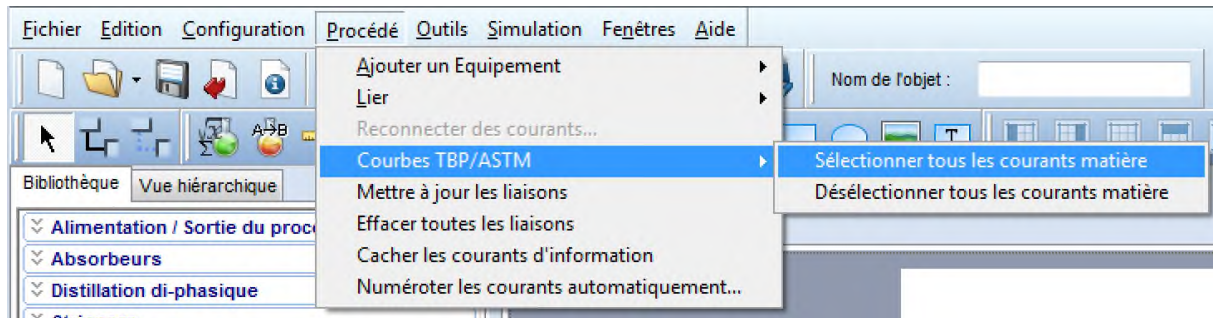 Fichier Edition Configuration Procédé Outils Simulation Fenêtres Aide
Ajouter un Equipement
Nom de l'objet :
Lier
Reconnecter des courants...
A→B
T
Courbes TBP/ASTM
Sélectionner tous les courants matière
Bibliothèque Vue hiérarchique
Mettre à jour les liaisons
Désélectionner tous les courants matière
Alimentation / Sortie du
Effacer toutes les liaisons
Absorbeurs
Cacher les courants d'information
Distillation di-phasique
Numéroter les courants automatiquement...